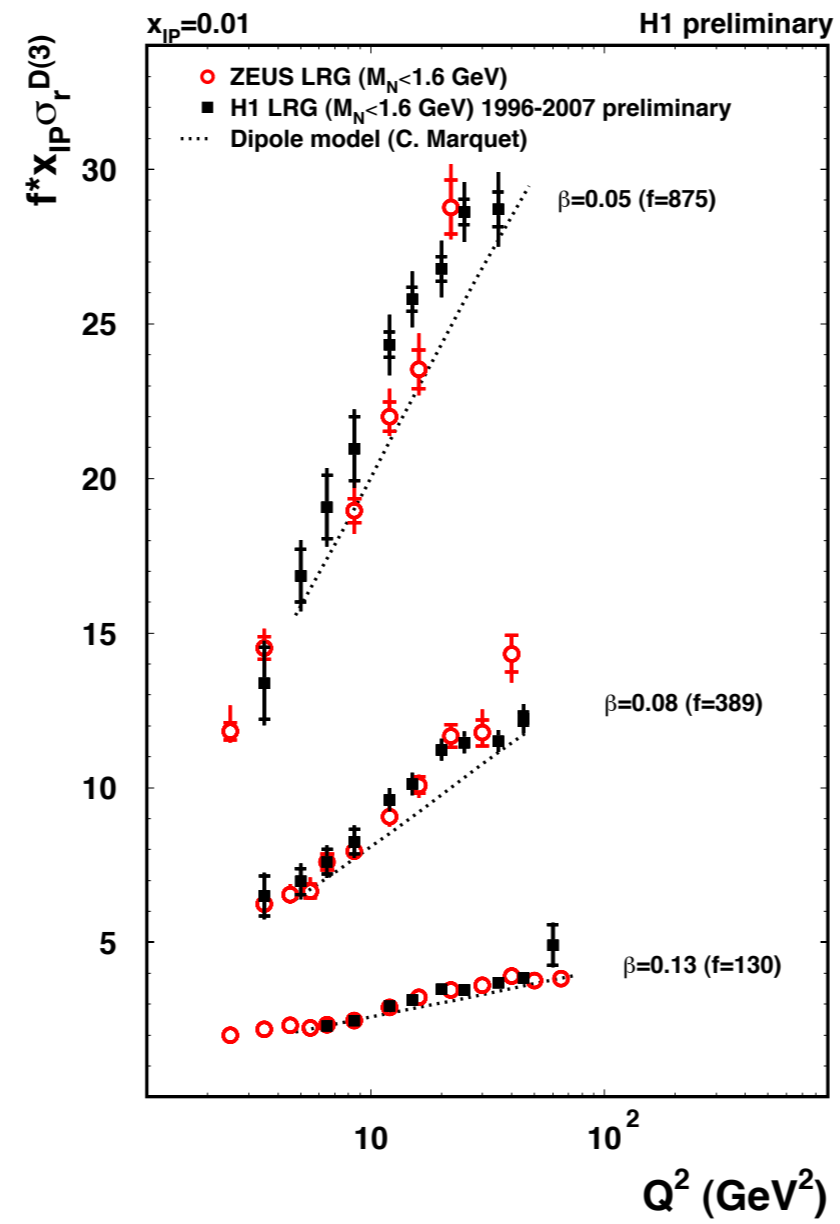 x_IP=0.01 H1 preliminary
f*x_IP σ_r^D(3)
ZEUS LRG (M_N<1.6 GeV)
H1 LRG (M_N<1.6 GeV) 1996-2007 preliminary
Dipole model (C. Marquet)
30
β=0.05 (f=875)
25
20
15
β=0.08 (f=389)
10
5
β=0.13 (f=130)
10
10^2
Q^2 (GeV^2)